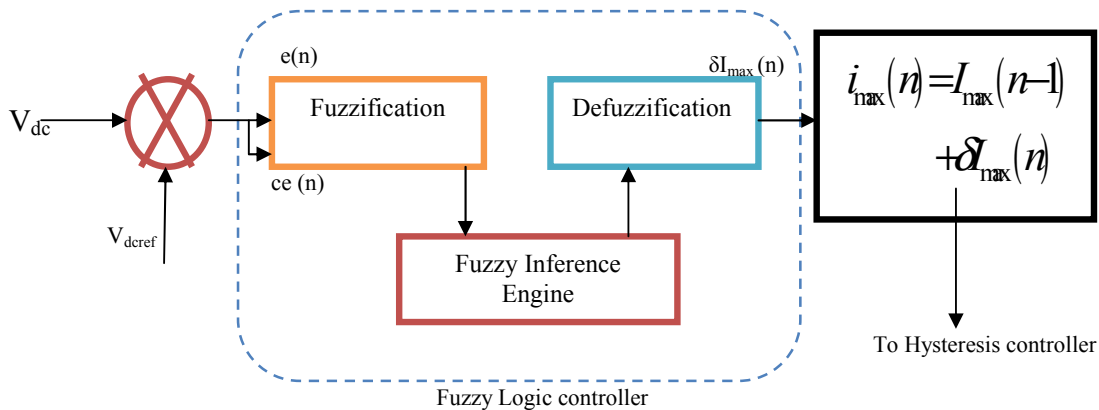 e(n)
δI_max (n)
V_dc
Fuzzification
Defuzzification
i_max(n)=I_max(n−1)
+δI_max(n)
ce (n)
V_dcref
Fuzzy Inference
Engine
To Hysteresis controller
Fuzzy Logic controller